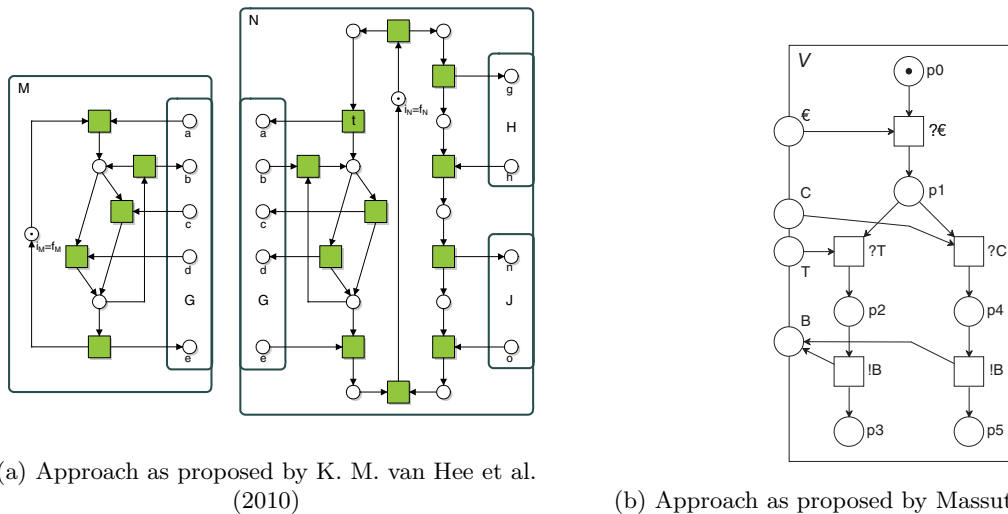 M
a
b
c
d
G
e
i_M=f_M
N
i_N=f_N
t
a
b
c
d
G
e
g
H
h
n
J
o
(a) Approach as proposed by K. M. van Hee et al.
(2010)
V
p0
€
?€
p1
C
T
?T
?C
p2
p4
B
!B
!B
p3
p5
(b) Approach as proposed by